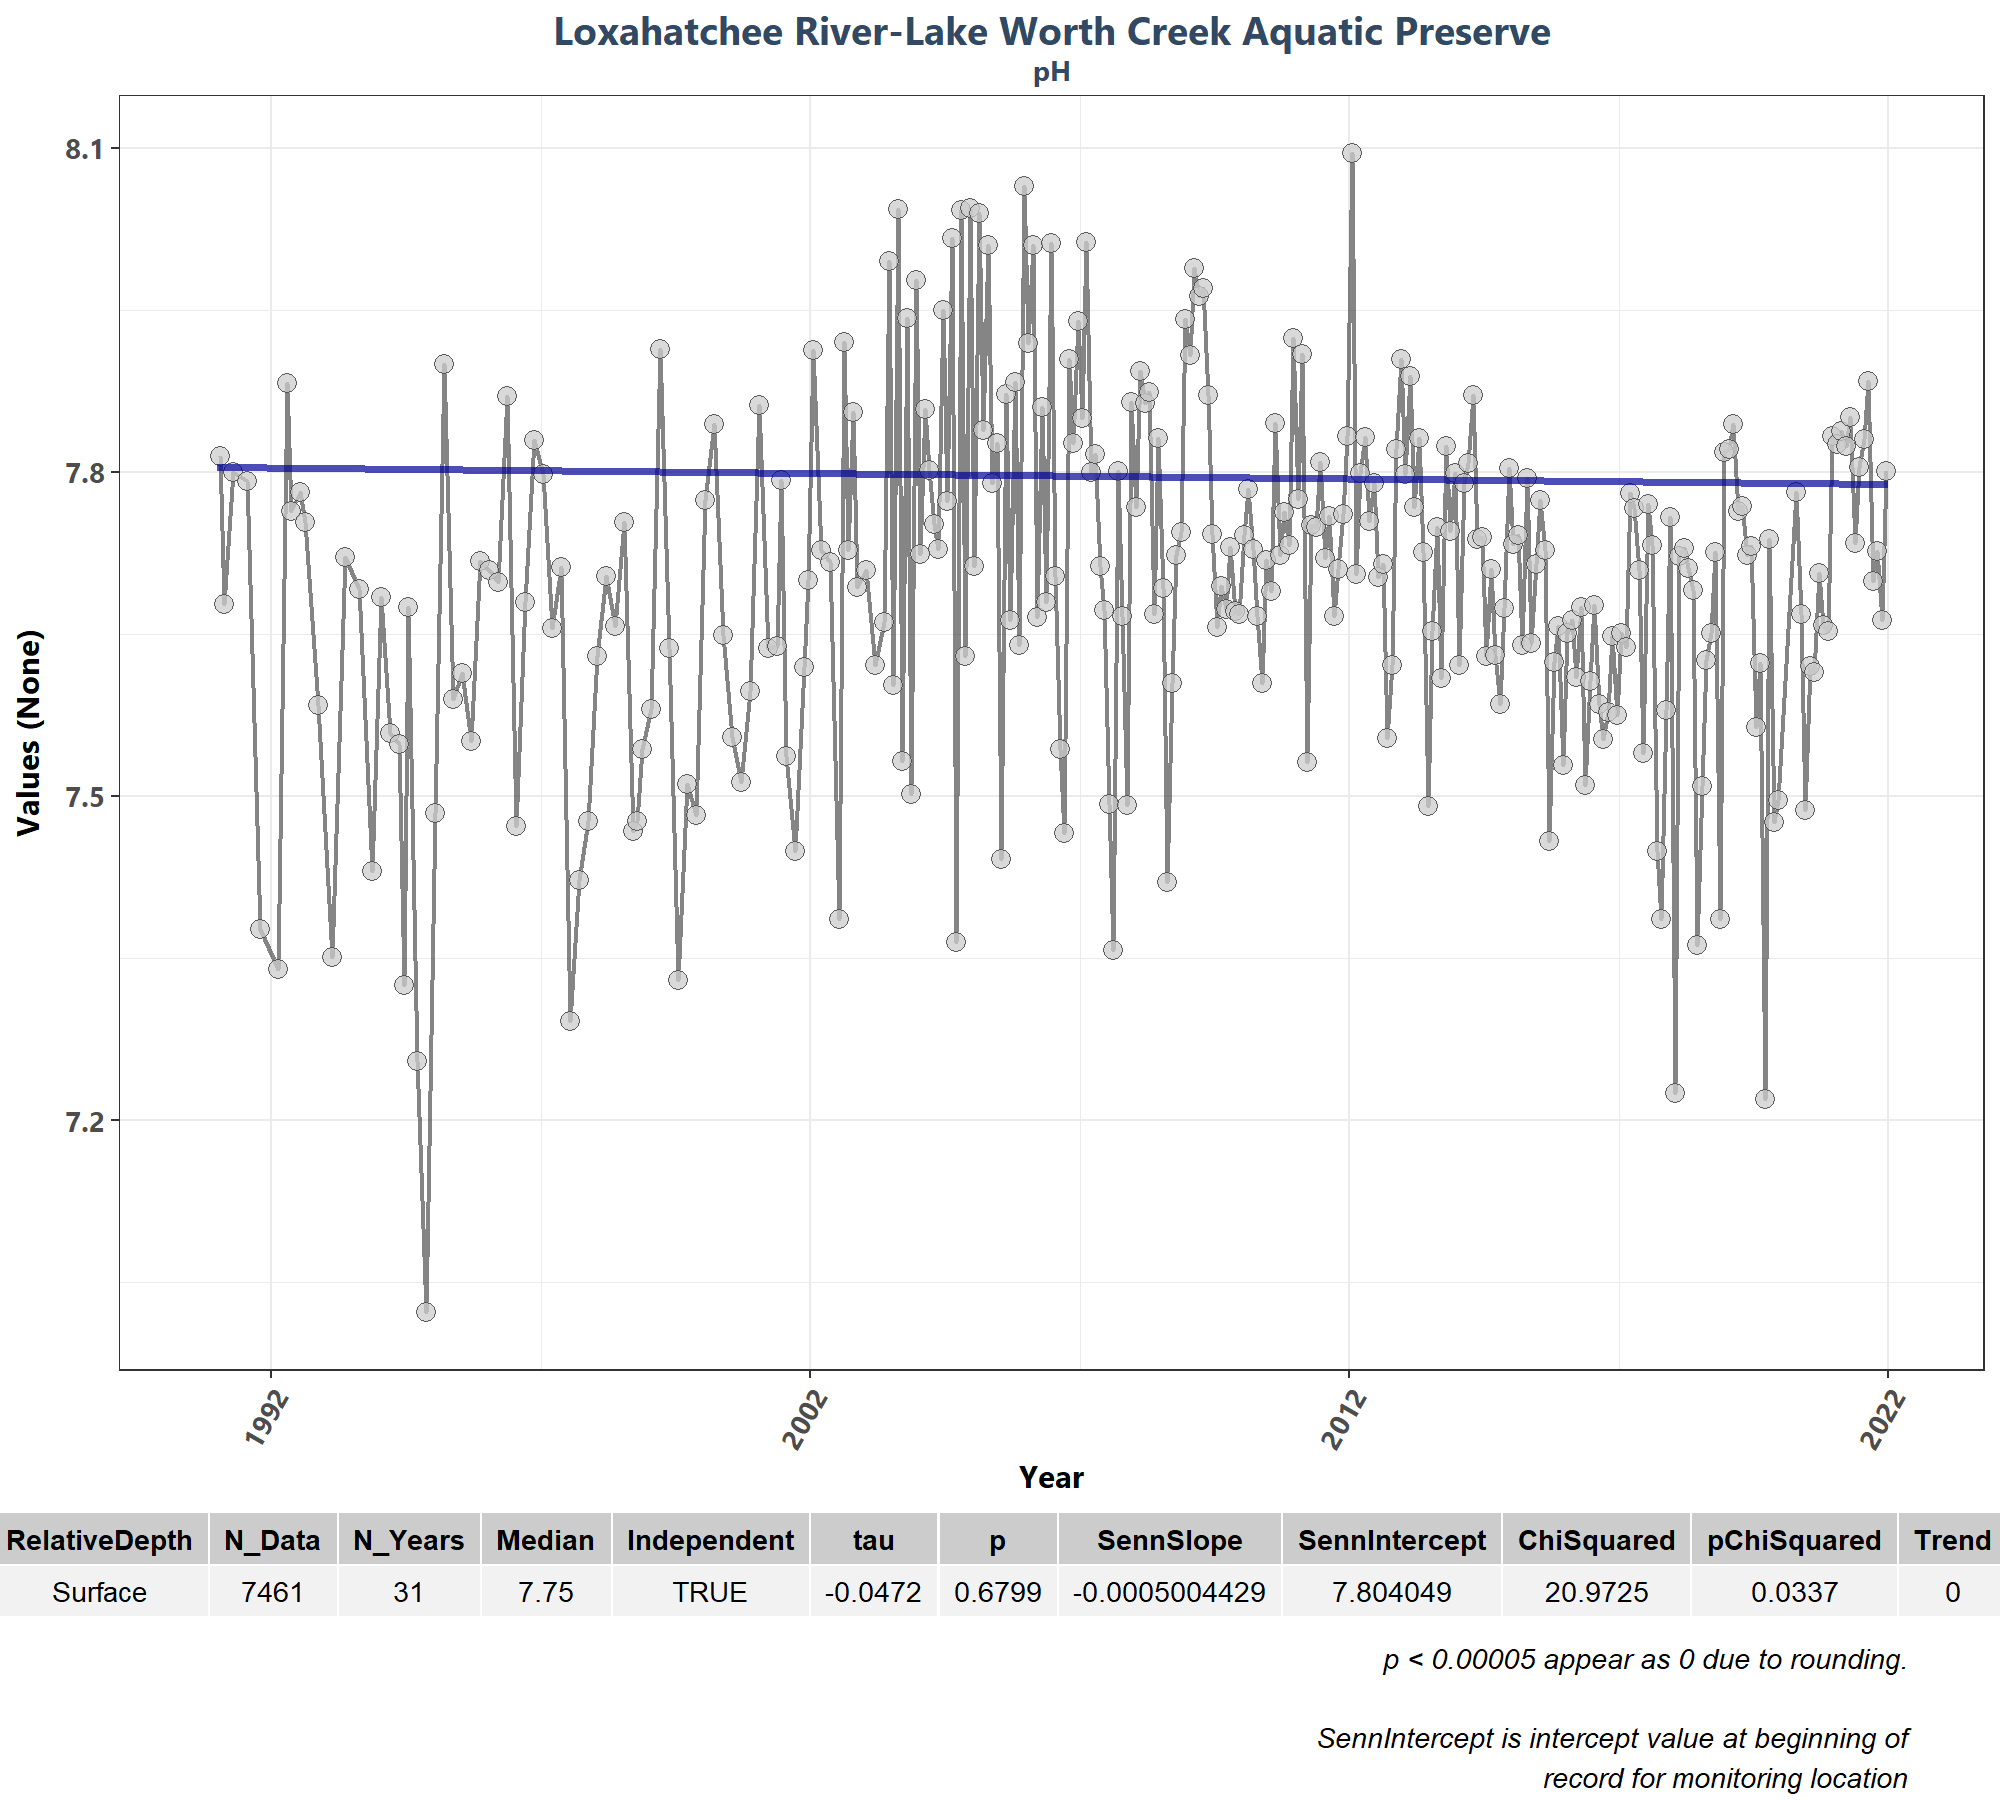 Loxahatchee River-Lake Worth Creek Aquatic Preserve
pH
8.1
7.8
7.5
7.2
Values (None)
1992
2002
2012
2022
Year
RelativeDepth N_Data N_Years Median Independent tau p SennSlope SennIntercept ChiSquared pChiSquared Trend
Surface 7461 31 7.75 TRUE -0.0472 0.6799 -0.0005004429 7.804049 20.9725 0.0337 0
p < 0.00005 appear as 0 due to rounding.
SennIntercept is intercept value at beginning of
record for monitoring location